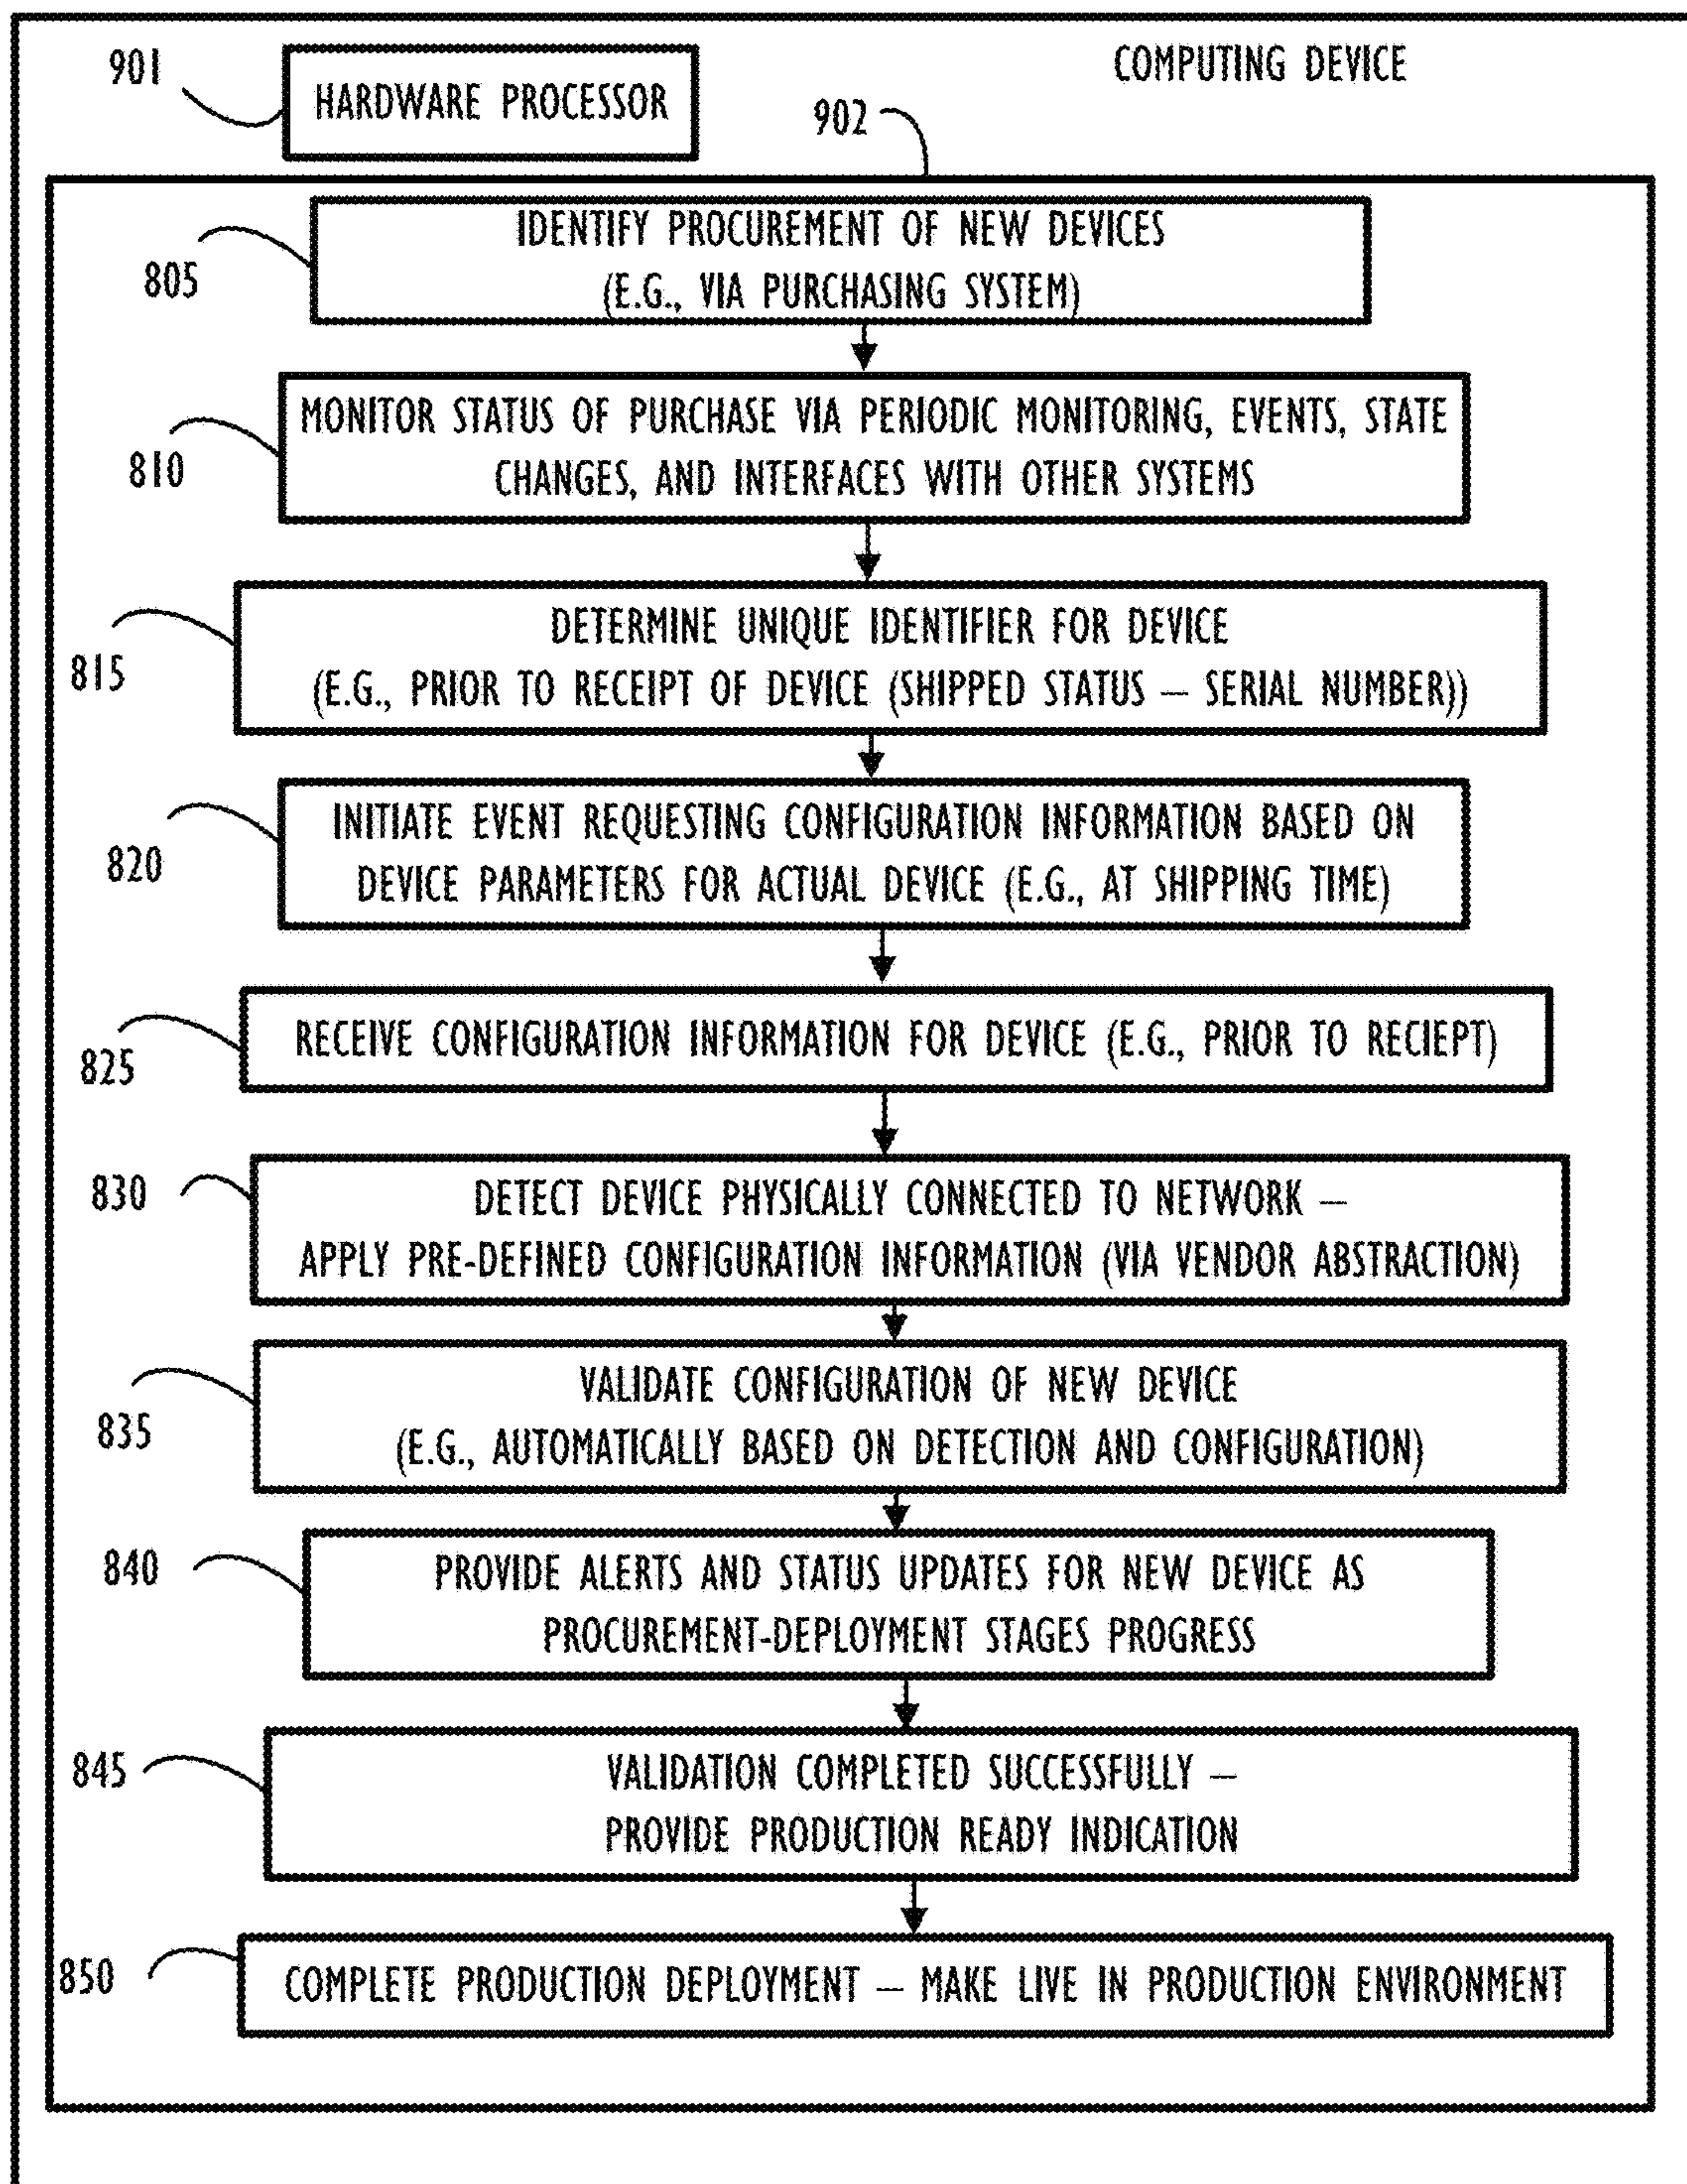 901
HARDWARE PROCESSOR
COMPUTING DEVICE
902
805
IDENTIFY PROCUREMENT OF NEW DEVICES
(E.G., VIA PURCHASING SYSTEM)
810
MONITOR STATUS OF PURCHASE VIA PERIODIC MONITORING, EVENTS, STATE
CHANGES, AND INTERFACES WITH OTHER SYSTEMS
815
DETERMINE UNIQUE IDENTIFIER FOR DEVICE
(E.G., PRIOR TO RECEIPT OF DEVICE (SHIPPED STATUS – SERIAL NUMBER))
820
INITIATE EVENT REQUESTING CONFIGURATION INFORMATION BASED ON
DEVICE PARAMETERS FOR ACTUAL DEVICE (E.G., AT SHIPPING TIME)
825
RECEIVE CONFIGURATION INFORMATION FOR DEVICE (E.G., PRIOR TO RECIEPT)
830
DETECT DEVICE PHYSICALLY CONNECTED TO NETWORK –
APPLY PRE-DEFINED CONFIGURATION INFORMATION (VIA VENDOR ABSTRACTION)
835
VALIDATE CONFIGURATION OF NEW DEVICE
(E.G., AUTOMATICALLY BASED ON DETECTION AND CONFIGURATION)
840
PROVIDE ALERTS AND STATUS UPDATES FOR NEW DEVICE AS
PROCUREMENT-DEPLOYMENT STAGES PROGRESS
845
VALIDATION COMPLETED SUCCESSFULLY –
PROVIDE PRODUCTION READY INDICATION
850
COMPLETE PRODUCTION DEPLOYMENT – MAKE LIVE IN PRODUCTION ENVIRONMENT